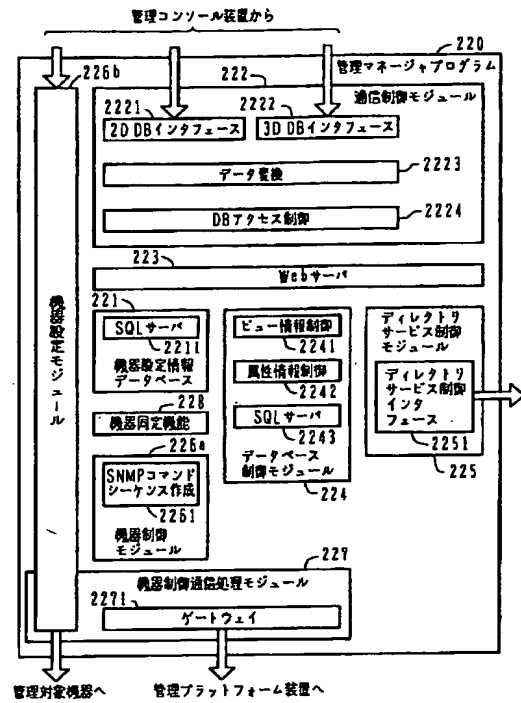 管理コンソール装置から
220
226b
管理マネージャプログラム
222
通信制御モジュール
2221
2222
2D DBインタフェース
3D DBインタフェース
2223
データ変換
2224
DBアクセス制御
223
Webサーバ
機器設定モジュール
221
SQLサーバ
2211
機器設定情報
データベース
228
機器同定機能
226a
SNMPコマンド
シーケンス作成
2261
機器制御
モジュール
ビュー情報制御
2241
属性情報制御
2242
SQLサーバ
2243
データベース
制御モジュール
224
ディレクトリ
サービス制御
モジュール
ディレクトリ
サービス制御
インタ
フェース
2251
225
227
機器制御通信処理モジュール
2271
ゲートウェイ
管理対象機器へ
管理プラットフォーム装置へ